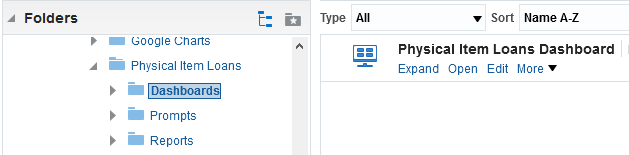 Folders
Google Charts
Physical Item Loans
Dashboards
Prompts
Reports
Type All Sort Name A-Z
Physical Item Loans Dashboard
Expand Open Edit More